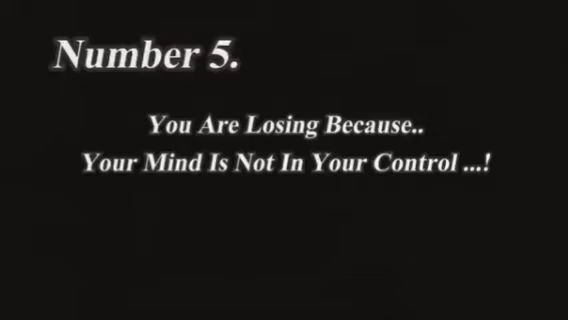 Number 5.
You Are Losing Because..
Your Mind Is Not In Your Control ...!